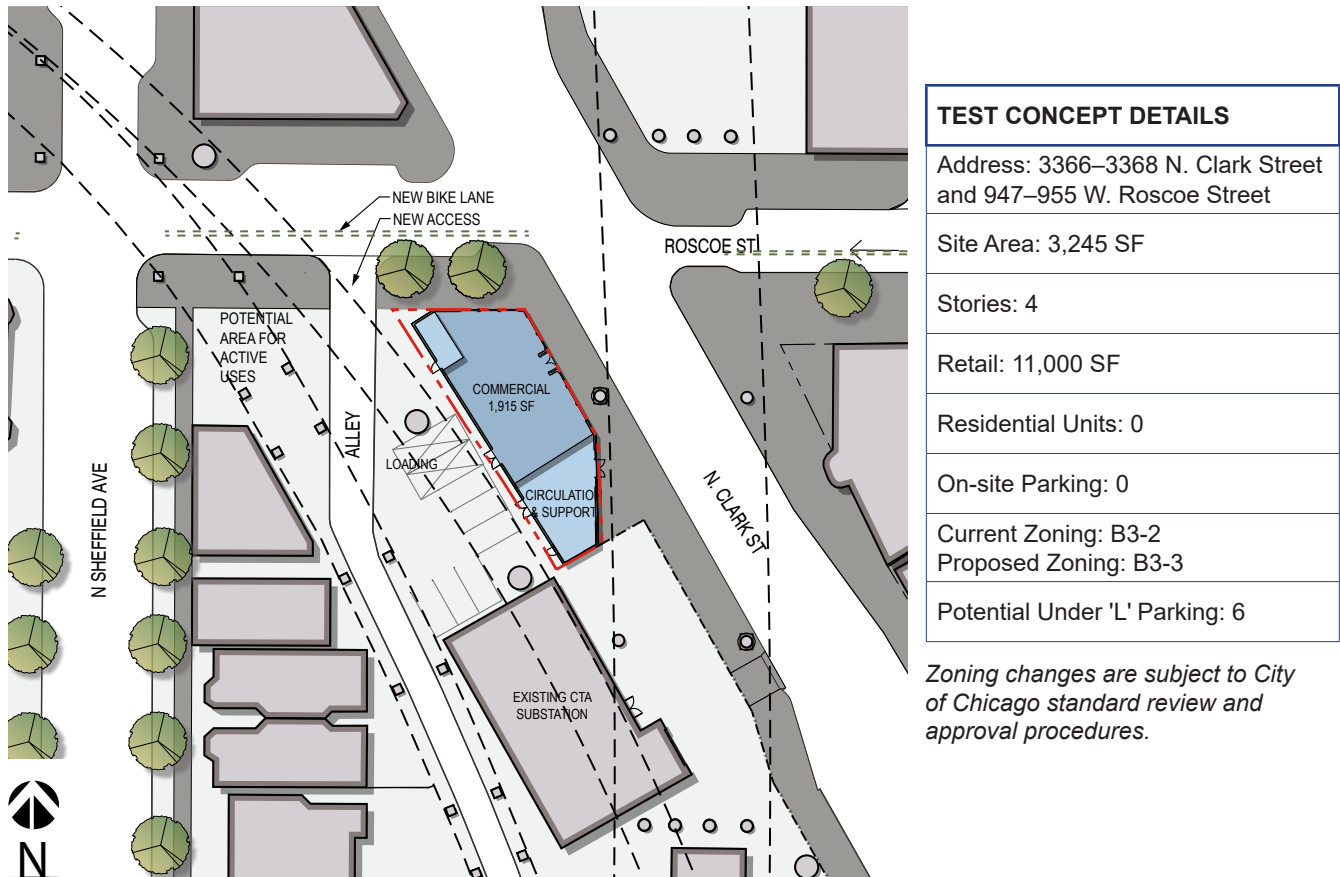 NEW BIKE LANE
NEW ACCESS
ROSCOE ST.
POTENTIAL
AREA FOR
ACTIVE
USES
COMMERCIAL
1,915 SF
ALLEY
LOADING
CIRCULATION
& SUPPORT
N SHEFFIELD AVE
N. CLARK ST
EXISTING CTA
SUBSTATION
N
TEST CONCEPT DETAILS
Address: 3366–3368 N. Clark Street
and 947–955 W. Roscoe Street
Site Area: 3,245 SF
Stories: 4
Retail: 11,000 SF
Residential Units: 0
On-site Parking: 0
Current Zoning: B3-2
Proposed Zoning: B3-3
Potential Under 'L' Parking: 6
Zoning changes are subject to City
of Chicago standard review and
approval procedures.